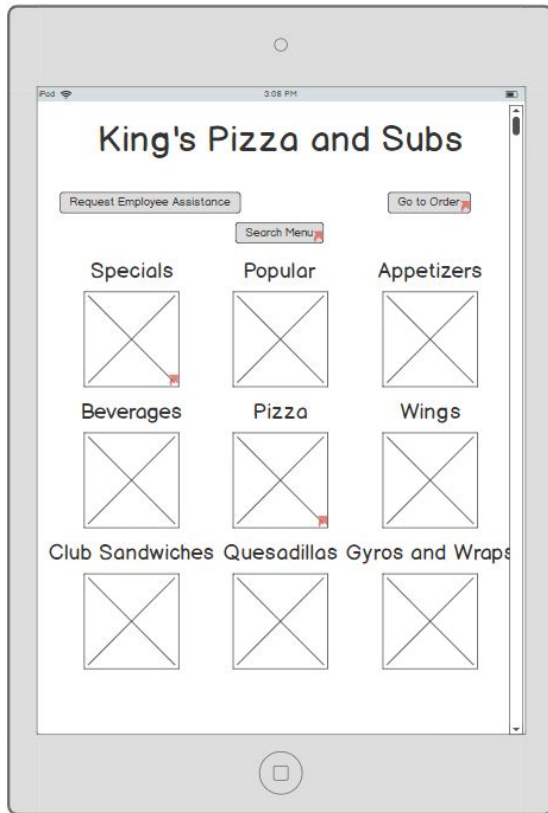 iPod 3:08 PM
King's Pizza and Subs
Request Employee Assistance Go to Order
Search Menu
Specials Popular Appetizers
Beverages Pizza Wings
Club Sandwiches Quesadillas Gyros and Wraps